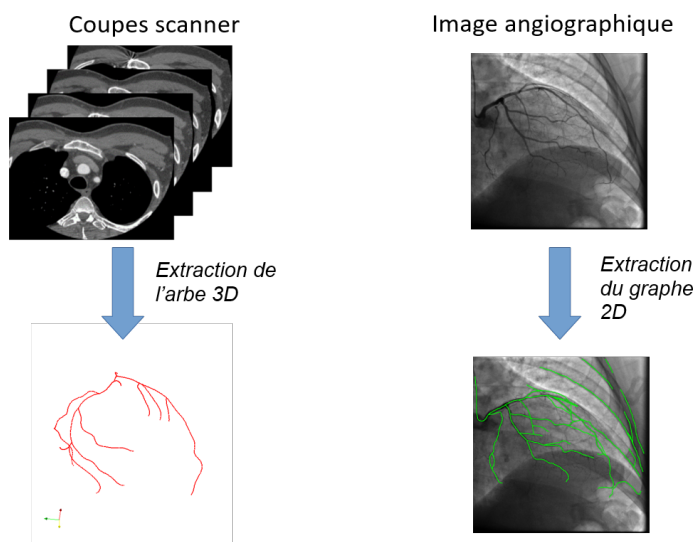 Coupes scanner
Image angiographique
Extraction de
l’arbe 3D
Extraction
du graphe
2D